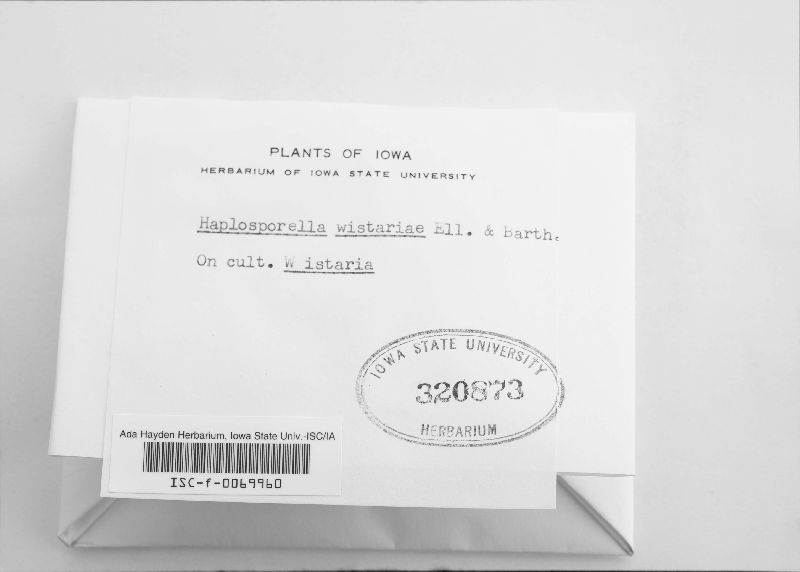 PLANTS OF IOWA
HERBARIUM OF IOWA STATE UNIVERSITY
Haplosporella wistariae Ell. & Barth.
On cult. W istaria
IOWA STATE UNIVERSITY
320873
HERBARIUM
Ada Hayden Herbarium, Iowa State Univ.-ISC/IA
ISC-f-0069960